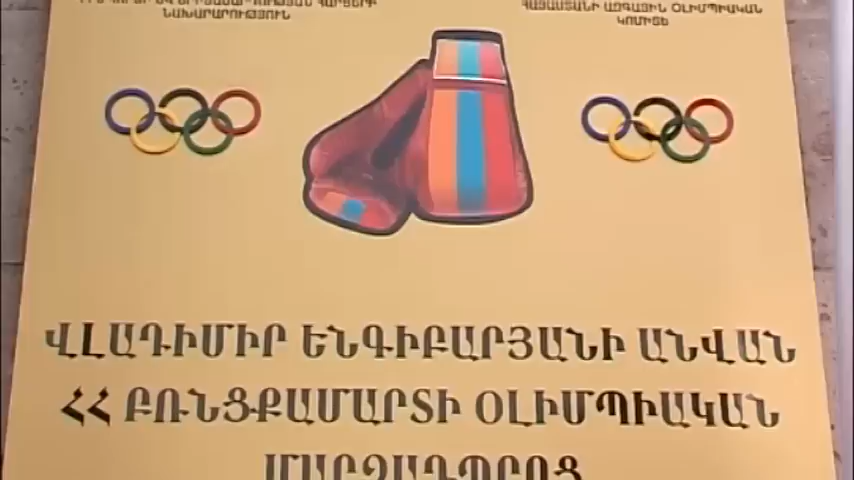 ՆԱԽԱՐԱՐՈՒԹՅՈՒՆ
ՀԱՅԱՍՏԱՆԻ ԱԶԳԱՅԻՆ ՕԼԻՄՊԻԱԿԱՆ
ԿՈՄԻՏԵ
ՎԼԱԴԻՄԻՐ ԵՆԳԻԲԱՐՅԱՆԻ ԱՆՎԱՆ
ՀՀ ԲՌՆՑՔԱՄԱՐՏԻ ՕԼԻՄՊԻԱԿԱՆ
ՄԱՐԶԱԴՊՐՈՑ